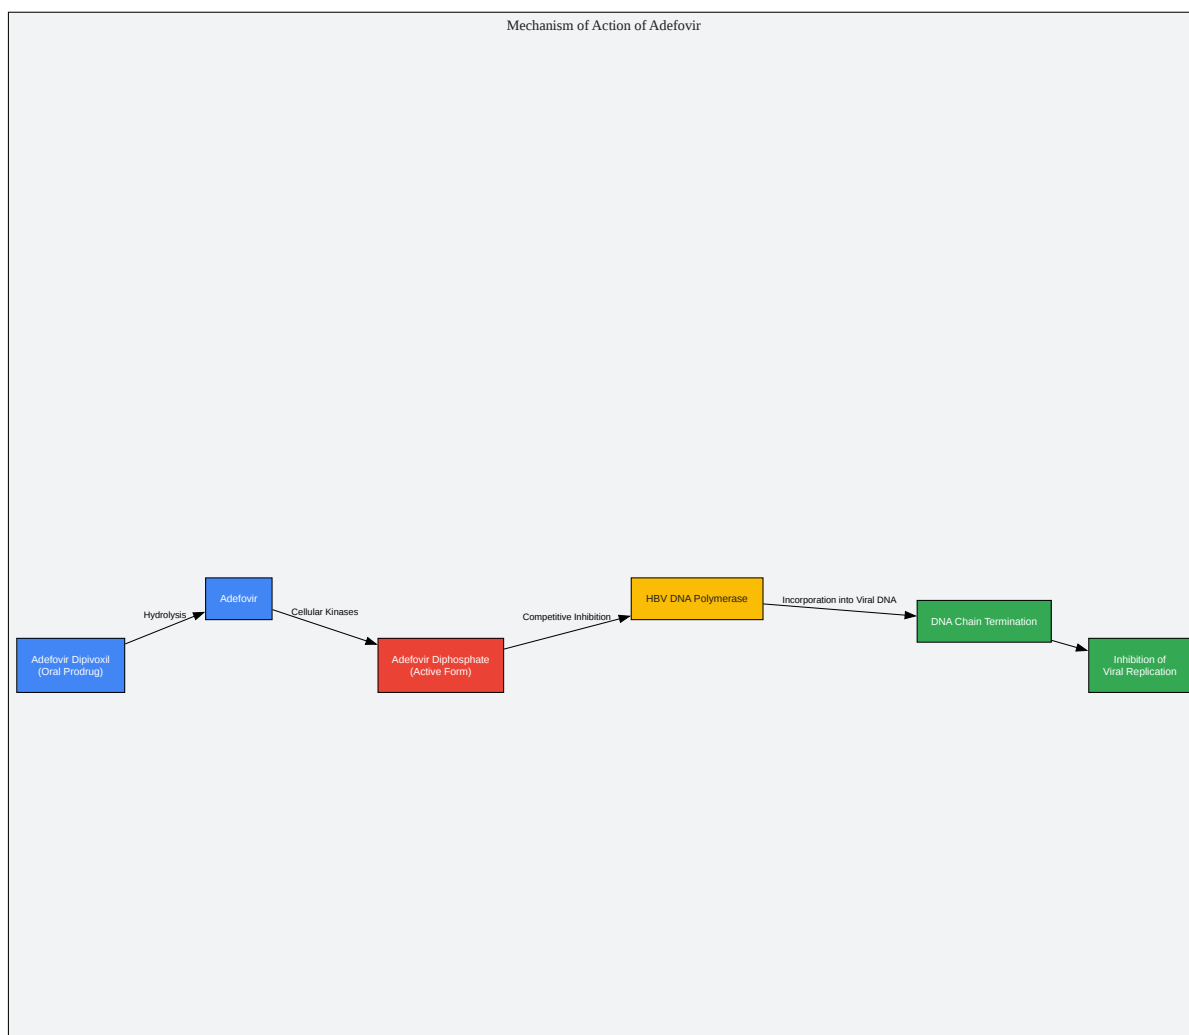 Mechanism of Action of Adefovir
Adefovir Dipivoxil
(Oral Prodrug)
Hydrolysis
Adefovir
Cellular Kinases
Adefovir Diphosphate
(Active Form)
Competitive Inhibition
HBV DNA Polymerase
Incorporation into Viral DNA
DNA Chain Termination
Inhibition of
Viral Replication